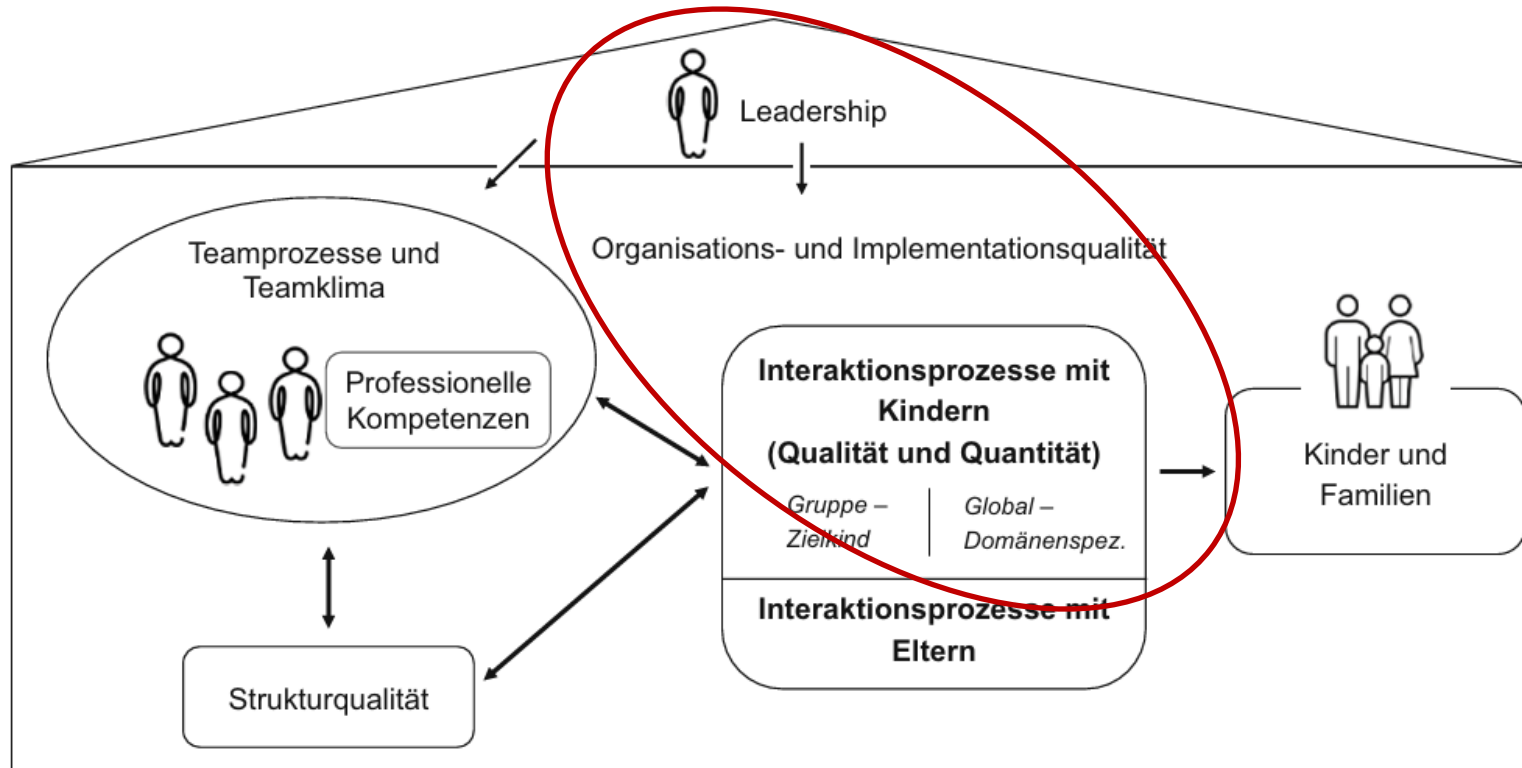 Leadership
Organisations- und Implementationsqualität
Teamprozesse und
Teamklima
Professionelle
Kompetenzen
Interaktionsprozesse mit
Kindern
(Qualität und Quantität)
Gruppe –
Zielkind
Global –
Domänenspez.
Interaktionsprozesse mit
Eltern
Kinder und
Familien
Strukturqualität